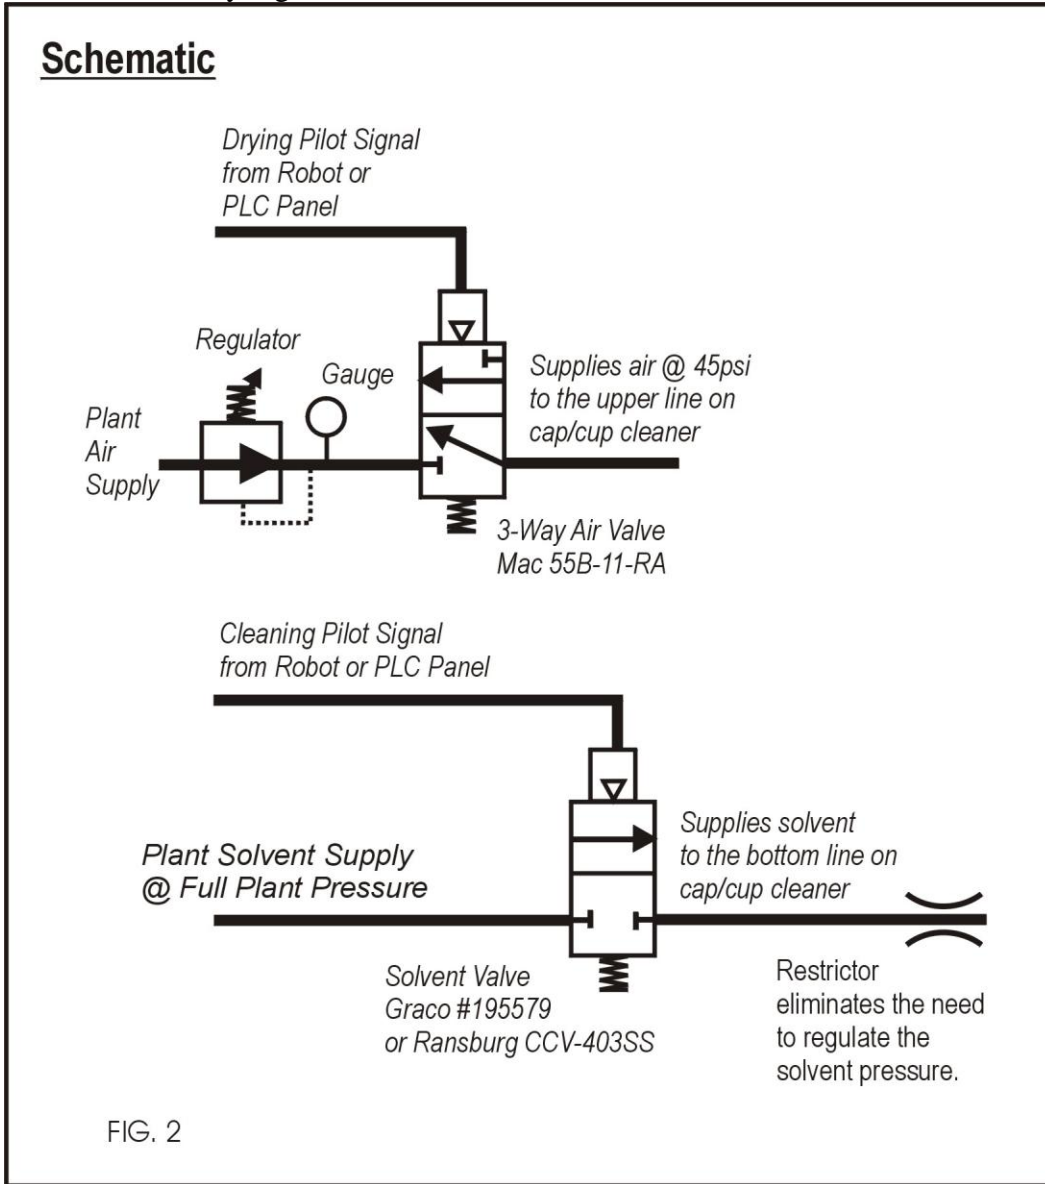 Schematic
Drying Pilot Signal
from Robot or
PLC Panel
Regulator
Gauge
Plant
Air
Supply
Supplies air @ 45psi
to the upper line on
cap/cup cleaner
3-Way Air Valve
Mac 55B-11-RA
Cleaning Pilot Signal
from Robot or PLC Panel
Plant Solvent Supply
@ Full Plant Pressure
Supplies solvent
to the bottom line on
cap/cup cleaner
Solvent Valve
Graco #195579
or Ransburg CCV-403SS
Restrictor
eliminates the need
to regulate the
solvent pressure.
FIG. 2